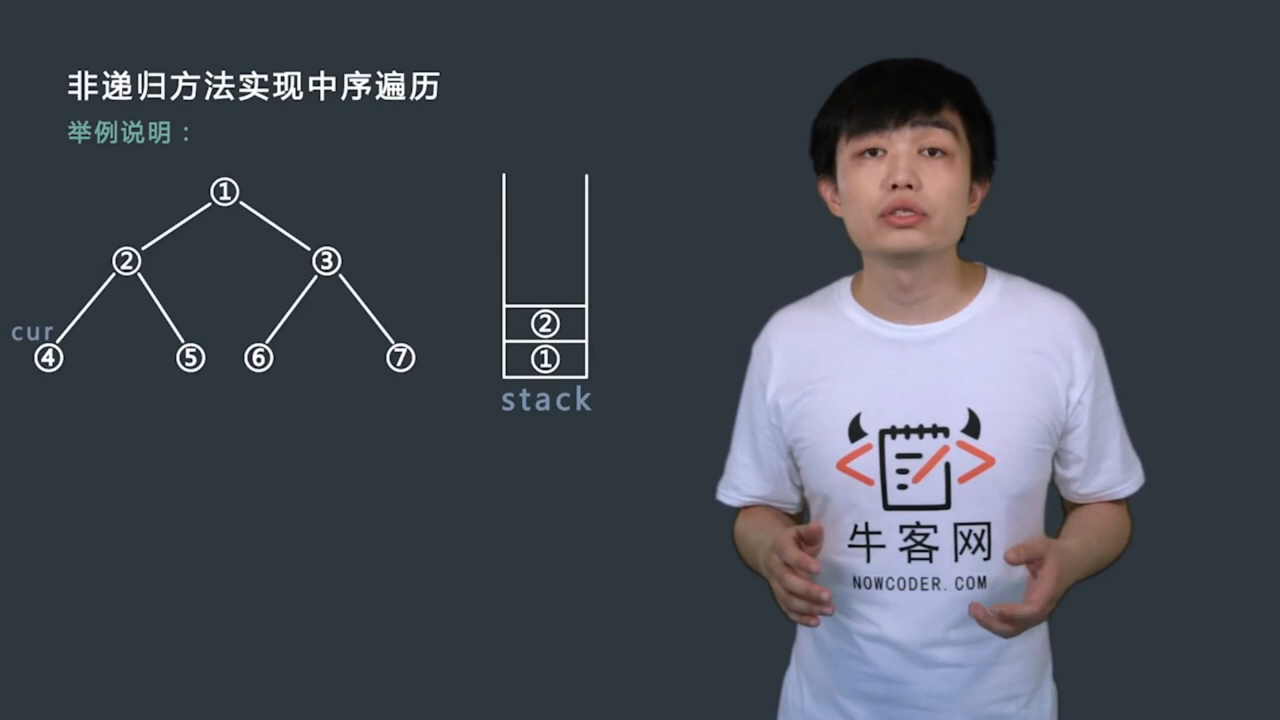 非递归方法实现中序遍历
举例说明：
①
②
③
cur
④
⑤
⑥
⑦
②
①
stack
牛客网
NOWCODER.COM